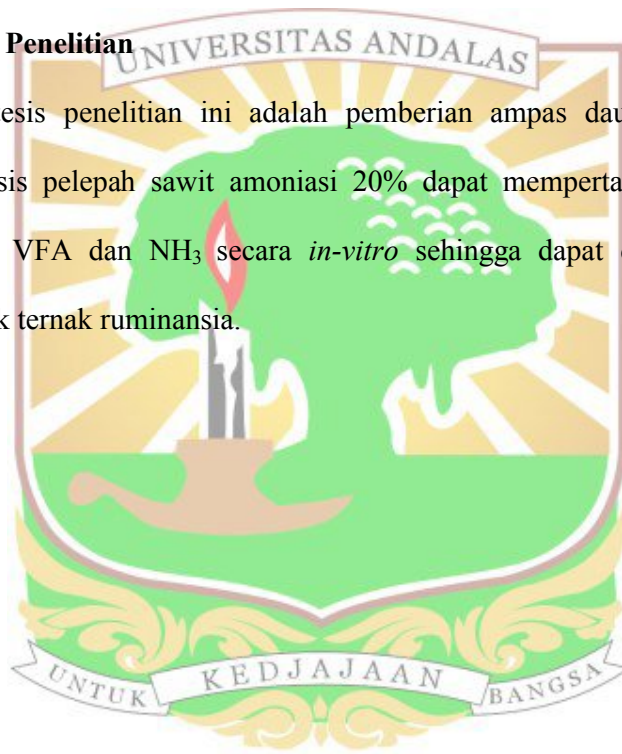 Penelitian
UNIVERSITAS ANDALAS
esis penelitian ini adalah pemberian ampas dau
sis pelepah sawit amoniasi 20% dapat memperta
VFA dan NH₃ secara in-vitro sehingga dapat
k ternak ruminansia.
UNTUK KEDJAJAAN BANGSA